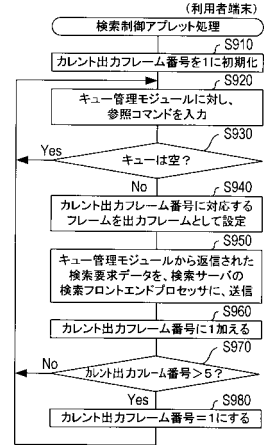 (利用者端末)
検索制御アプレット処理
S910
カレント出力フレーム番号を1に初期化
S920
キュー管理モジュールに対し、
参照コマンドを入力
S930
Yes
キューは空?
No
S940
カレント出力フレーム番号に対応する
フレームを出力フレームとして設定
S950
キュー管理モジュールから返信された
検索要求データを、検索サーバの
検索フロントエンドプロセッサに、送信
S960
カレント出力フレーム番号に1加える
S970
No
カレント出力フレーム番号>5?
Yes
S980
カレント出力フレーム番号=1にする